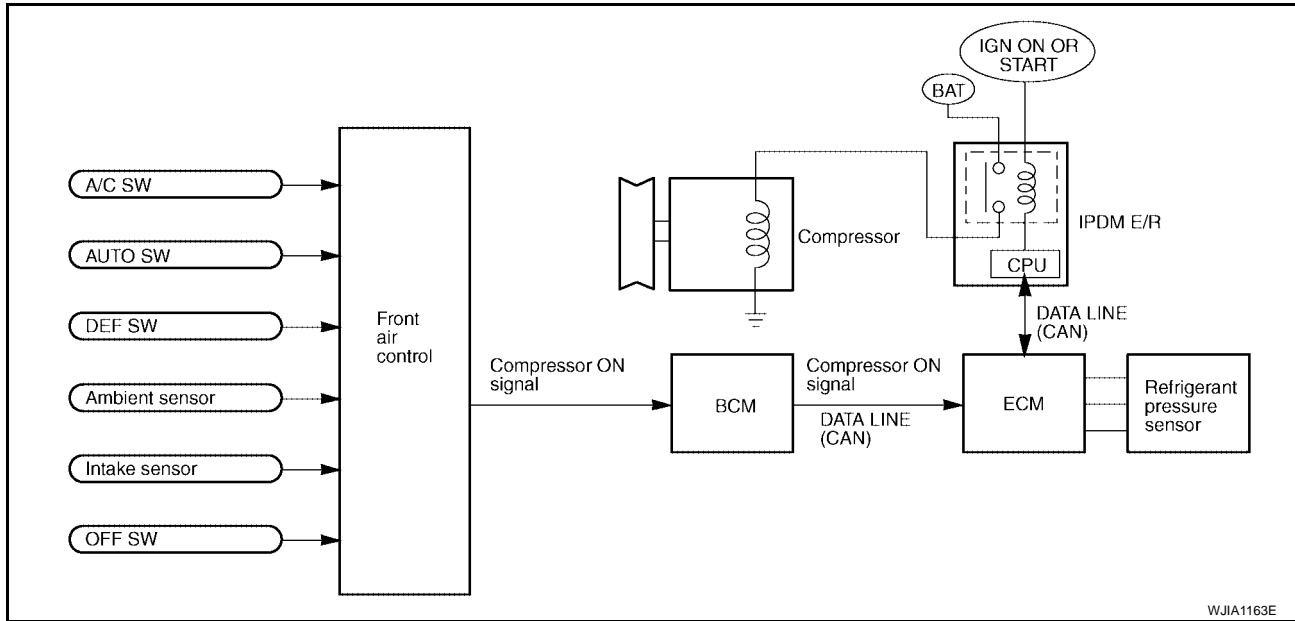 IGN ON OR
START
BAT
A/C SW
AUTO SW
DEF SW
Ambient sensor
Intake sensor
OFF SW
Front
air
control
Compressor
IPDM E/R
CPU
DATA LINE
(CAN)
Compressor ON
signal
BCM
Compressor ON
signal
DATA LINE
(CAN)
ECM
Refrigerant
pressure
sensor
WJIA1163E